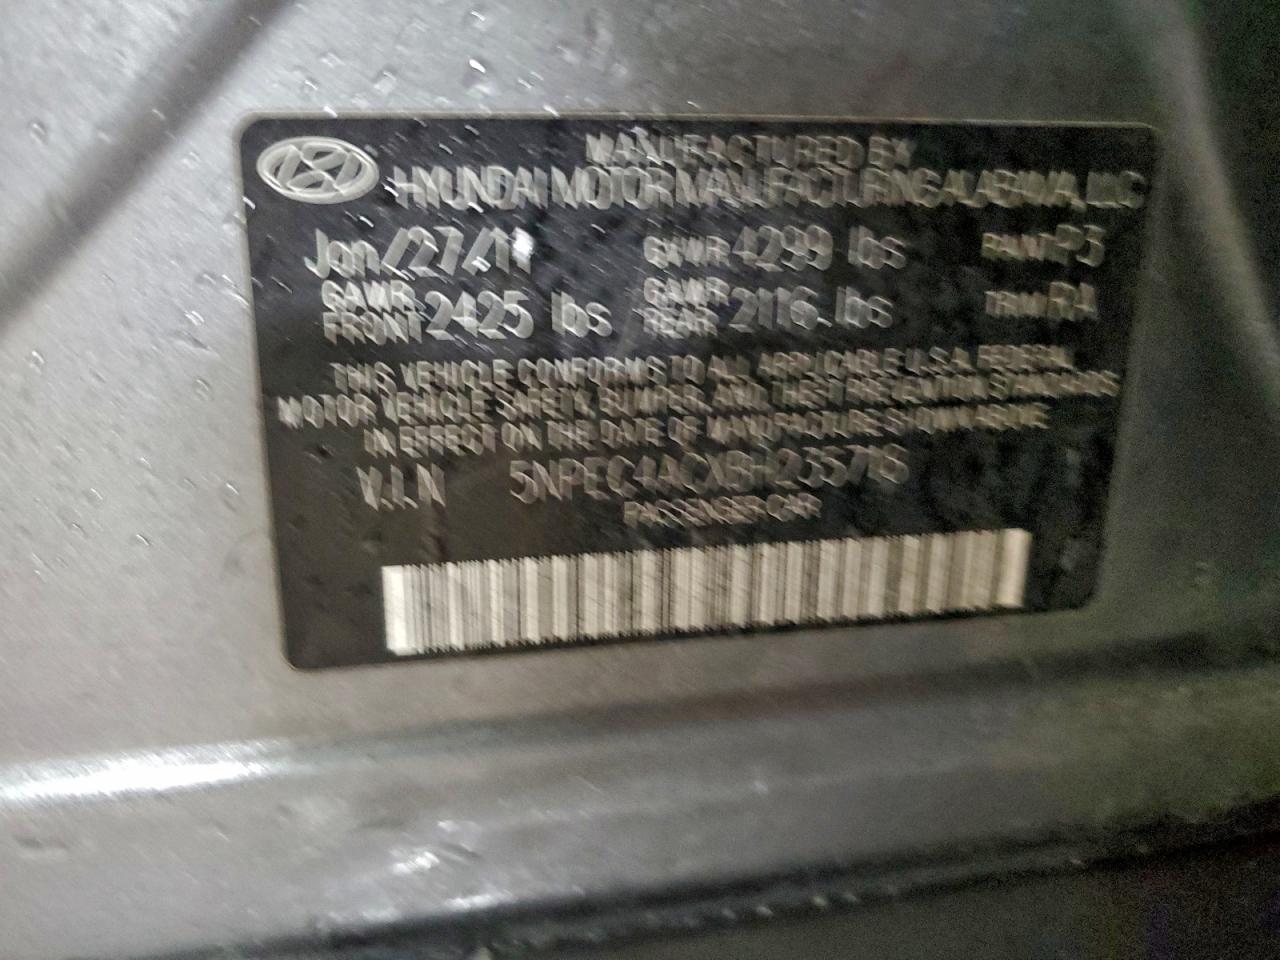 MANUFACTURED BY
HYUNDAI MOTOR MANUFACTURING ALABAMA, LLC
Jan/27/11 GVWR 4299 lbs PAINT P3
GAWR FRONT 2425 lbs GAWR REAR 2116 lbs TRIM RA
THIS VEHICLE CONFORMS TO ALL APPLICABLE U.S.A. FEDERAL
MOTOR VEHICLE SAFETY, BUMPER, AND THEFT PREVENTION STANDARDS
IN EFFECT ON THE DATE OF MANUFACTURE SHOWN ABOVE
V.I.N
PASSENGER CAR